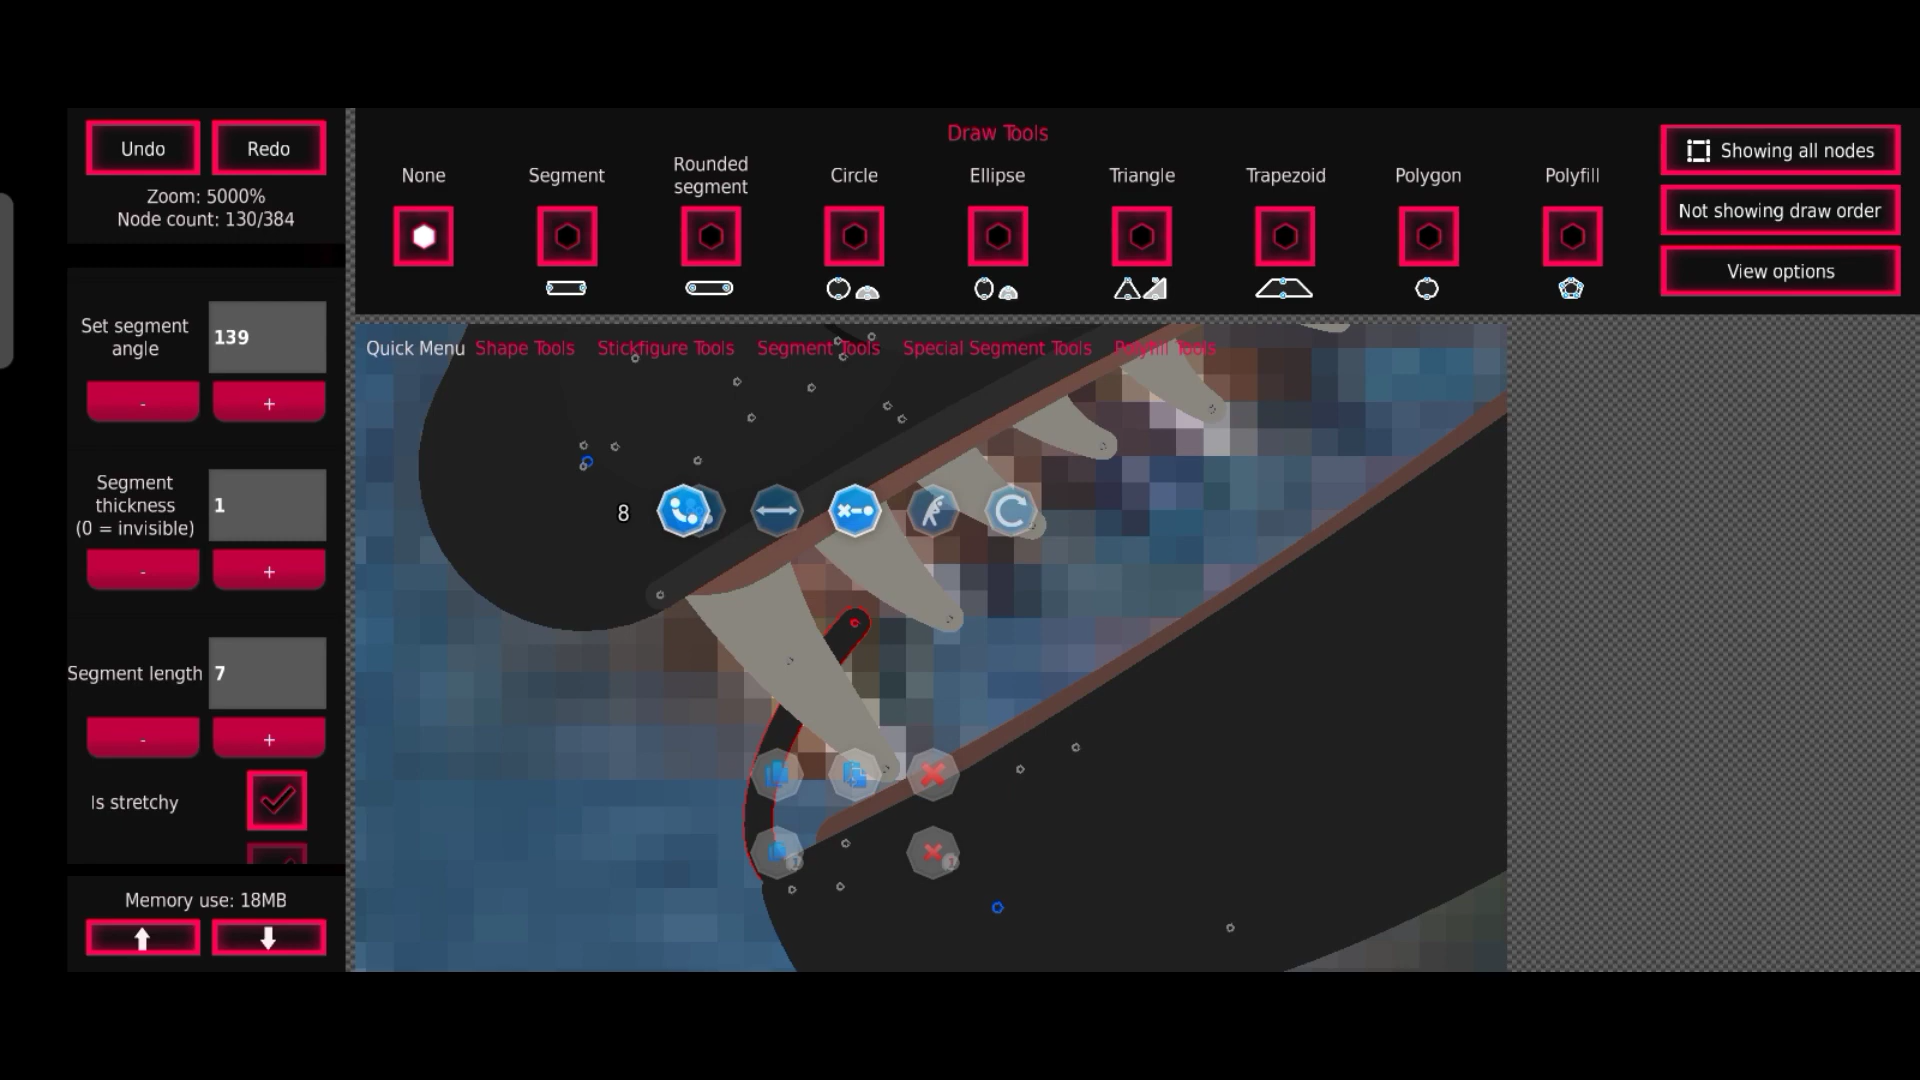 Undo
Redo
Zoom: 5000%
Node count: 130/384
Set segment
angle
139
-
+
Segment
thickness
(0 = invisible)
1
-
+
Segment length
7
-
+
Is stretchy
Memory use: 18MB
Draw Tools
None
Segment
Rounded
segment
Circle
Ellipse
Triangle
Trapezoid
Polygon
Polyfill
Showing all nodes
Not showing draw order
View options
Quick Menu
Shape Tools
Stickfigure Tools
Segment Tools
Special Segment Tools
Polyfill Tools
8
1
1